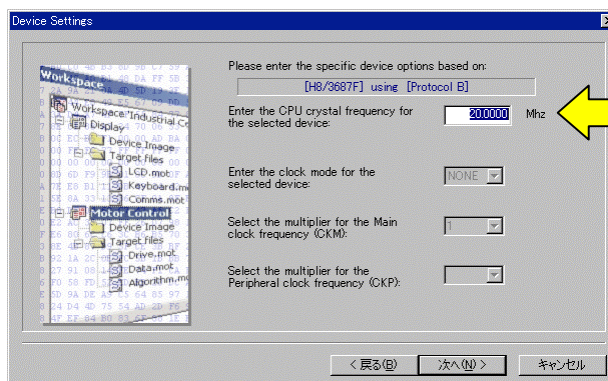 Device Settings
Please enter the specific device options based on:
[H8/3687F] using [Protocol B]
Enter the CPU crystal frequency for
the selected device:
20.0000 Mhz
Enter the clock mode for the
selected device:
NONE
Select the multiplier for the Main
clock frequency (CKM):
1
Select the multiplier for the
Peripheral clock frequency (CKP):
Workspace
Workspace 'Industrial Co
Display
Device Image
Target files
LCD.mot
Keyboard.m
Comms.mot
Motor Control
Device Image
Target files
Drive.mot
Data.mot
Algorithm.mo
< 戻る(B)
次へ(N) >
キャンセル